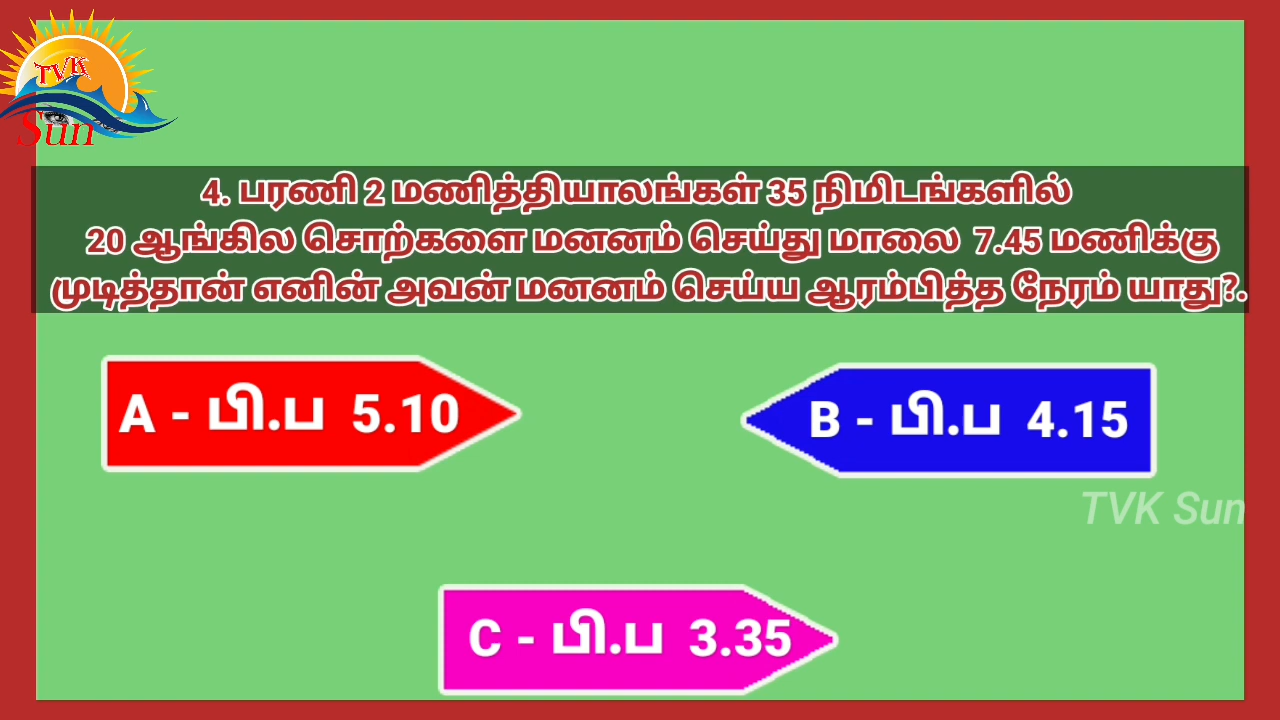 TVK
Sun
4. பரணி 2 மணித்தியாலங்கள் 35 நிமிடங்களில்
20 ஆங்கில சொற்களை மனனம் செய்து மாலை 7.45 மணிக்கு
முடித்தான் எனின் அவன் மனனம் செய்ய ஆரம்பித்த நேரம் யாது?.
A - பி.ப 5.10
B - பி.ப 4.15
TVK Sun
C - பி.ப 3.35